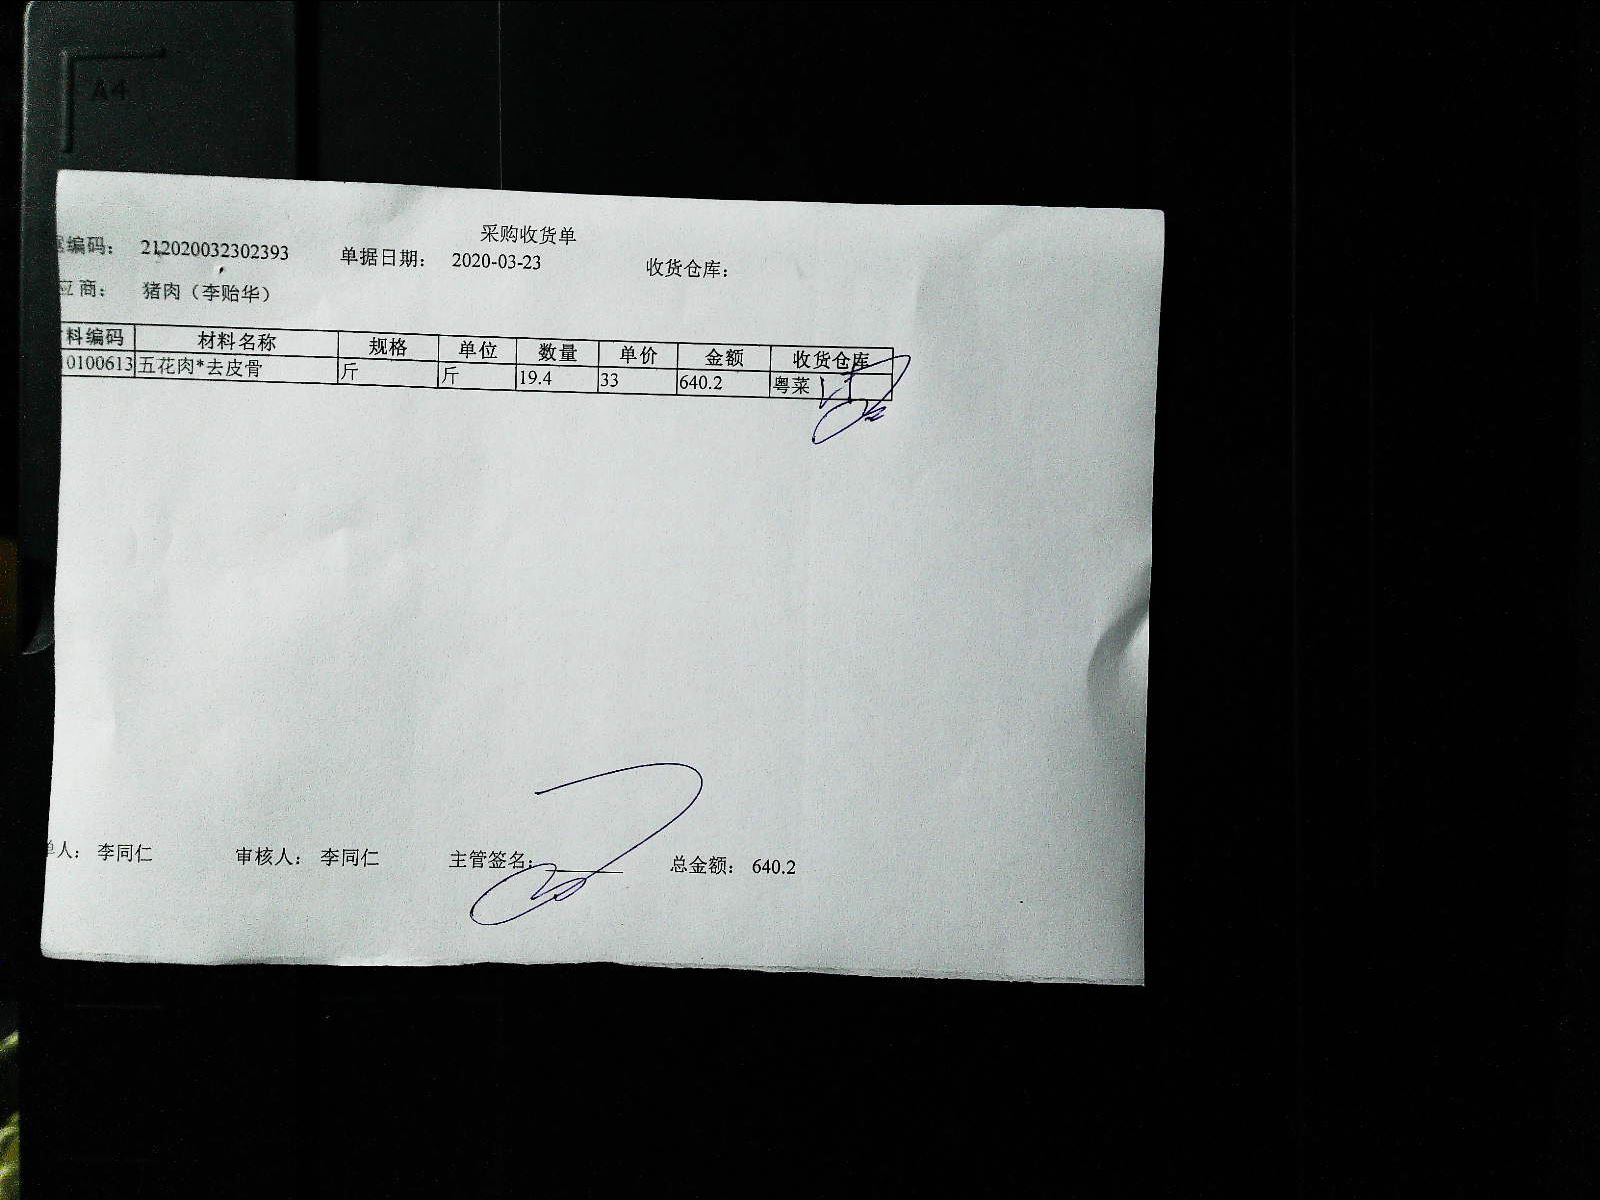 A4
采购收货单
编码： 212020032302393 单据日期： 2020-03-23 收货仓库：
应商： 猪肉（李贻华）
料编码 材料名称 规格 单位 数量 单价 金额 收货仓库
0100613 五花肉*去皮骨 斤 斤 19.4 33 640.2 粤菜
单人： 李同仁 审核人： 李同仁 主管签名： 总金额： 640.2